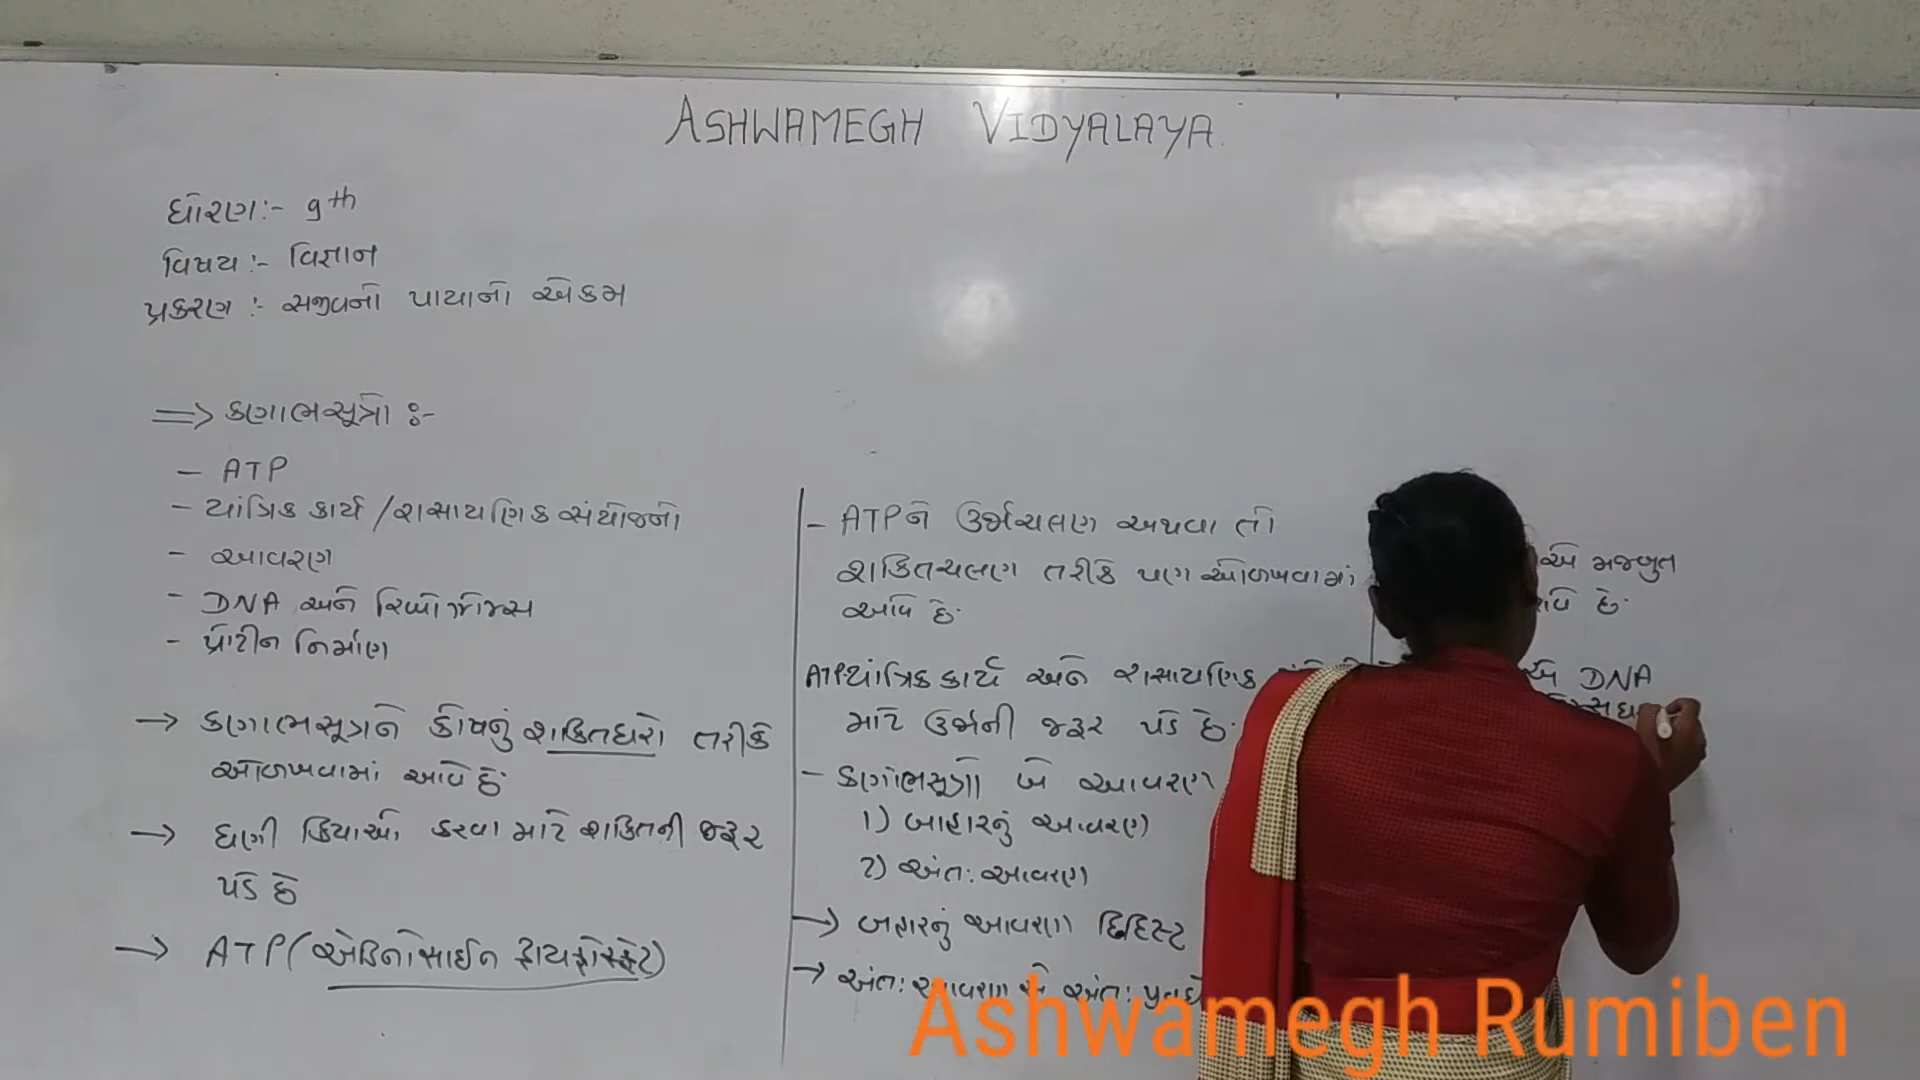 ASHWAMEGH VIDYALAYA
ધોરણ:- 9th
વિષય:- વિજ્ઞાન
પ્રકરણ:- સજીવનો પાયાનો એકમ
=> કણાભસૂત્રો :-
- ATP
- યાંત્રિક કાર્ય / રાસાયણિક સંયોજનો
- આવરણ
- DNA અને રિબોઝોમ્સ
- પ્રોટીન નિર્માણ
→ કણાભસૂત્રને કોષનું શક્તિઘરો તરીકે
ઓળખવામાં આવે છે.
→ ઘણી ક્રિયાઓ કરવા માટે શક્તિની જરૂર
પડે છે
→ ATP (એડિનોસાઈન ટ્રાયફોસ્ફેટ)
- ATPને ઉર્જાચલણ અથવા તો
શક્તિચલણ તરીકે પણ ઓળખવામાં
આવે છે.
ATP યાંત્રિક કાર્ય અને રાસાયણિક
માટે ઉર્જાની જરૂર પડે છે.
- કણાભસૂત્રો બે આવરણ
1) બાહારનું આવરણ
2) અંતઃ આવરણ
→ બહારનું આવરણ છિદ્રિષ્ટ
→ અંતઃ આવરણ એ અંતઃ
એ મજબુત
છે.
એ DNA
Ashwamegh Rumiben